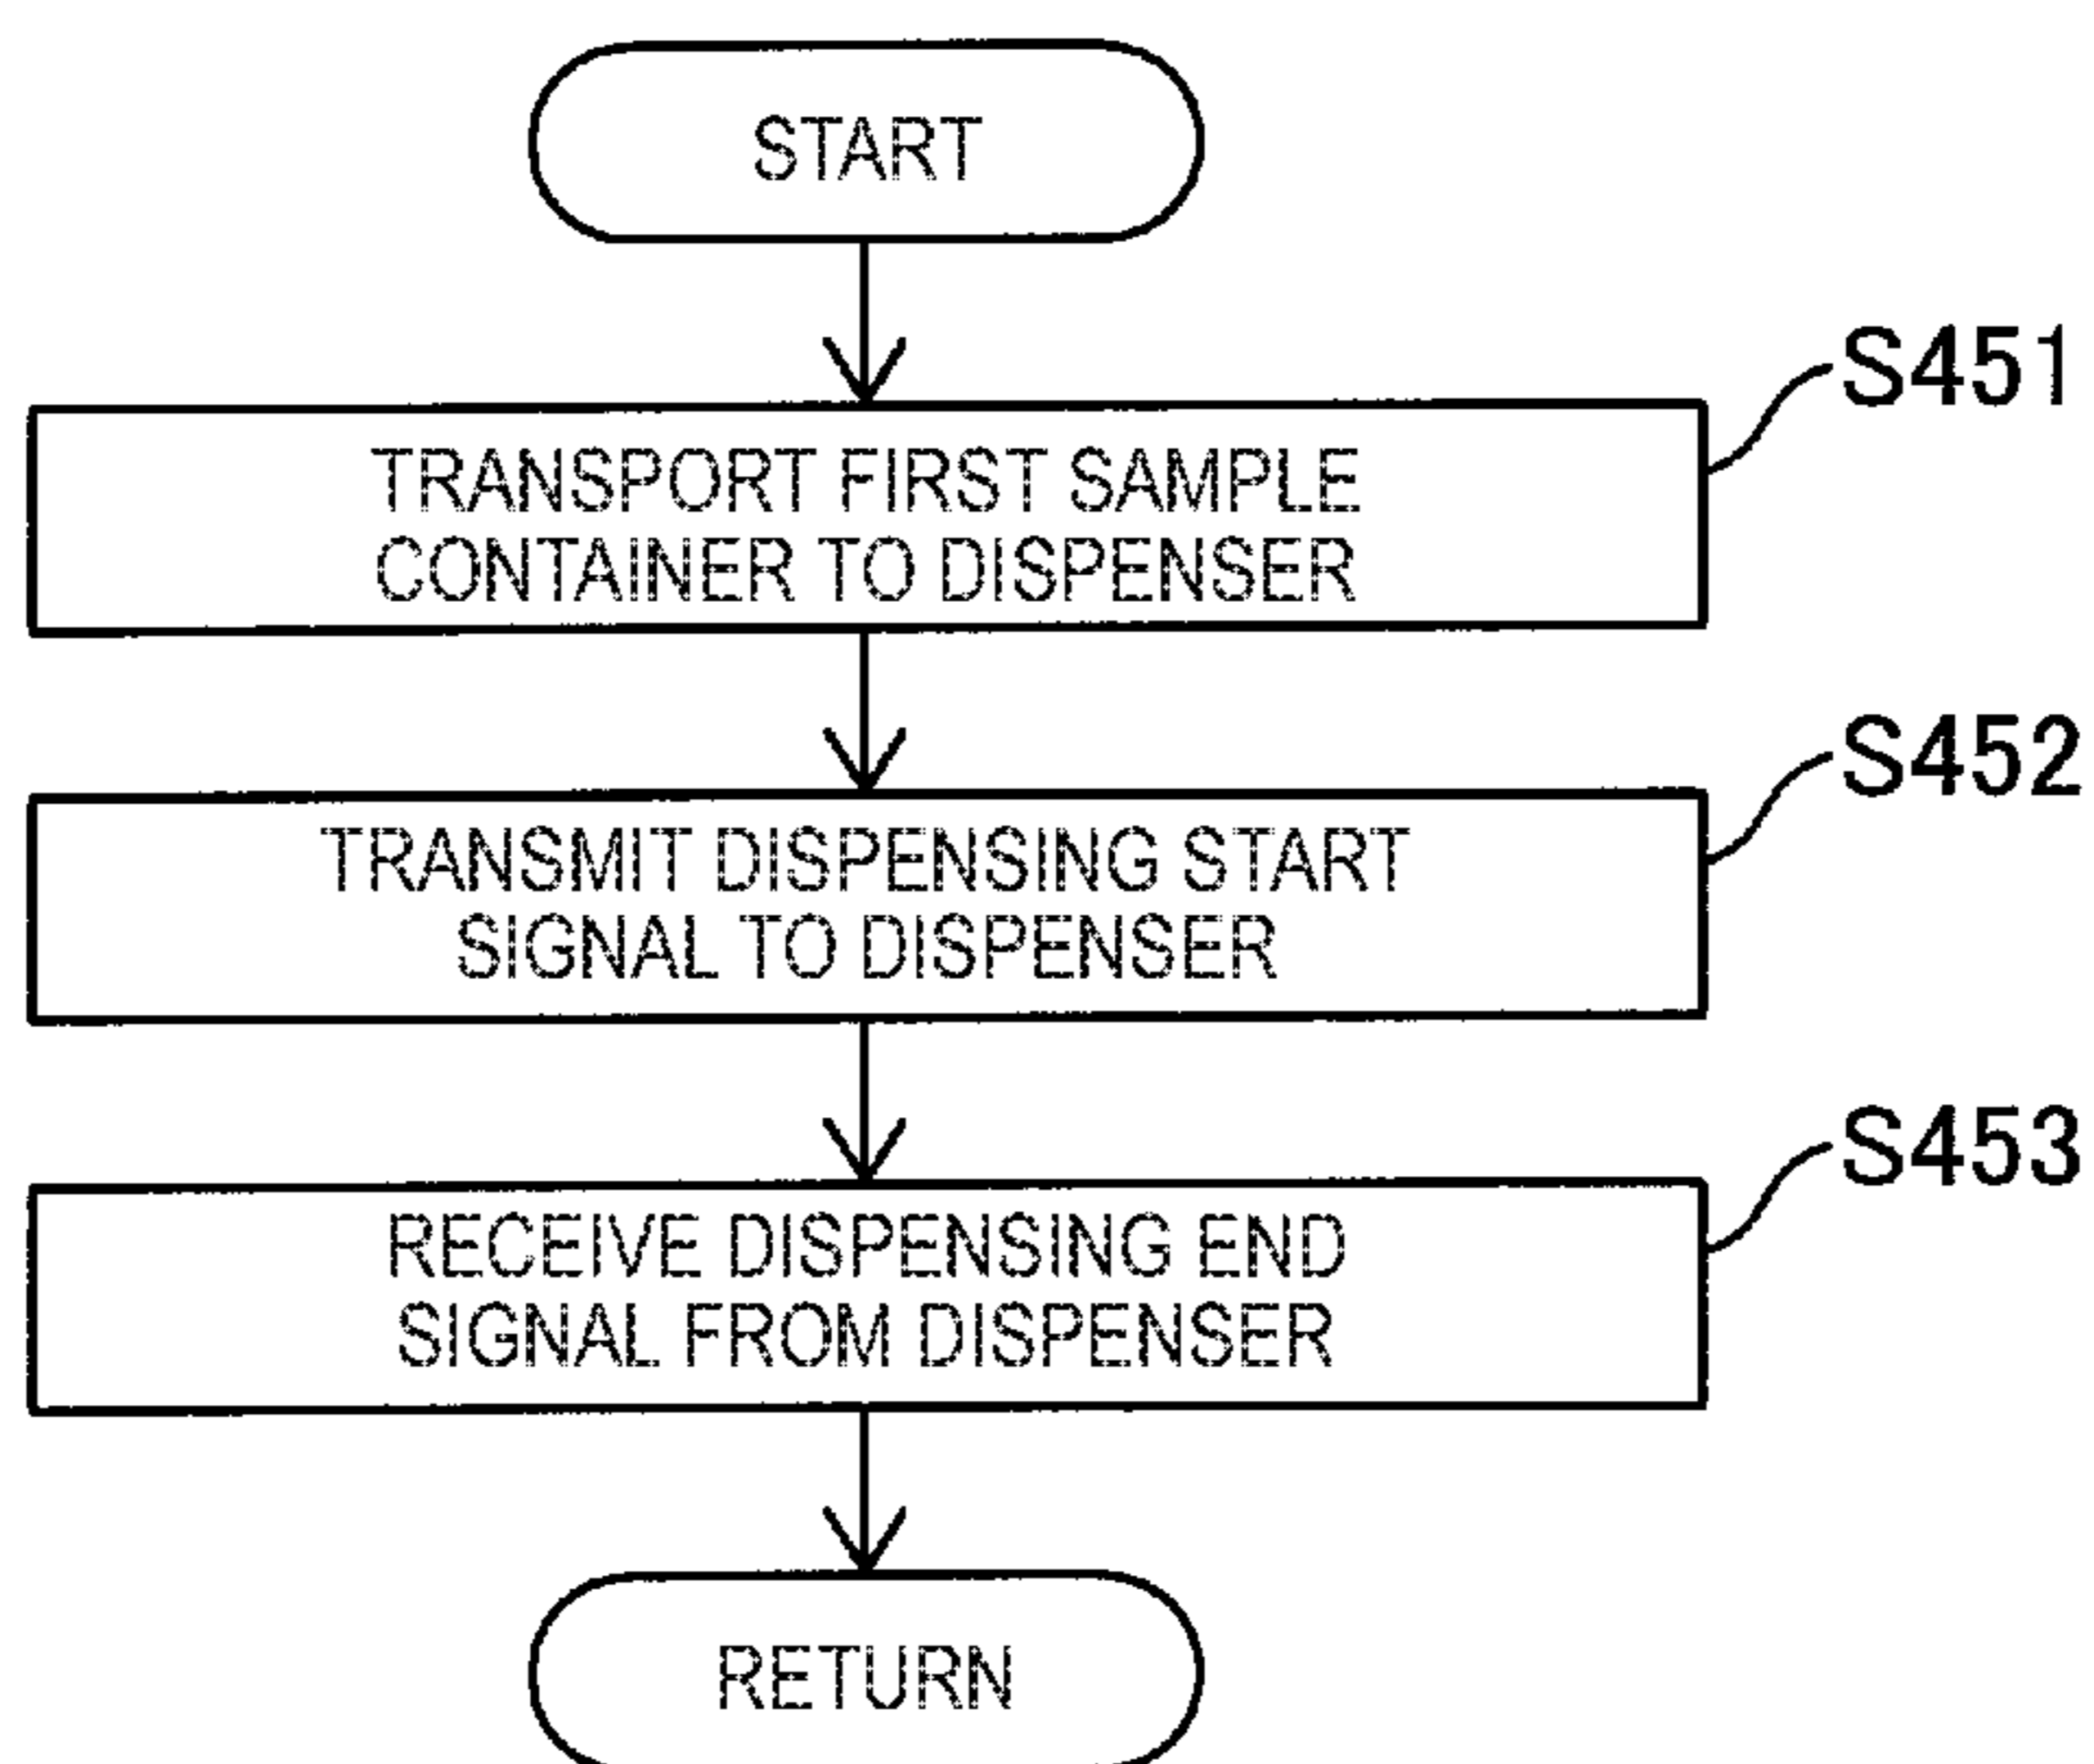 START
S451
TRANSPORT FIRST SAMPLE
CONTAINER TO DISPENSER
S452
TRANSMIT DISPENSING START
SIGNAL TO DISPENSER
S453
RECEIVE DISPENSING END
SIGNAL FROM DISPENSER
RETURN